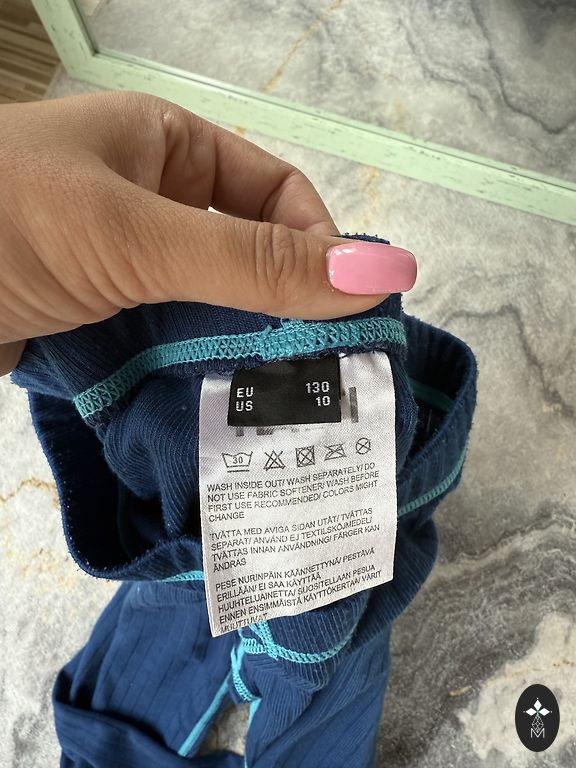 EU 130
US 10
30
WASH INSIDE OUT/ WASH SEPARATELY/ DO
NOT USE FABRIC SOFTENER/ WASH BEFORE
FIRST USE RECOMMENDED/ COLORS MIGHT
CHANGE
TVÄTTA MED AVIGA SIDAN UTÅT/ TVÄTTAS
SEPARAT/ ANVÄND EJ TEXTILSKÖJMEDEL/
TVÄTTAS INNAN ANVÄNDNING/ FÄRGER KAN
ÄNDRAS
PESE NURINPÄIN KÄÄNNETTYNÄ/ PESTÄVÄ
ERILLÄÄN/ EI SAA KÄYTTÄÄ
HUUHTELUAINETTA/ SUOSITELLAAN PESUA
ENNEN ENSIMMÄISTÄ KÄYTTÖKERTAA/ VÄRIT
MUUTTUVAT